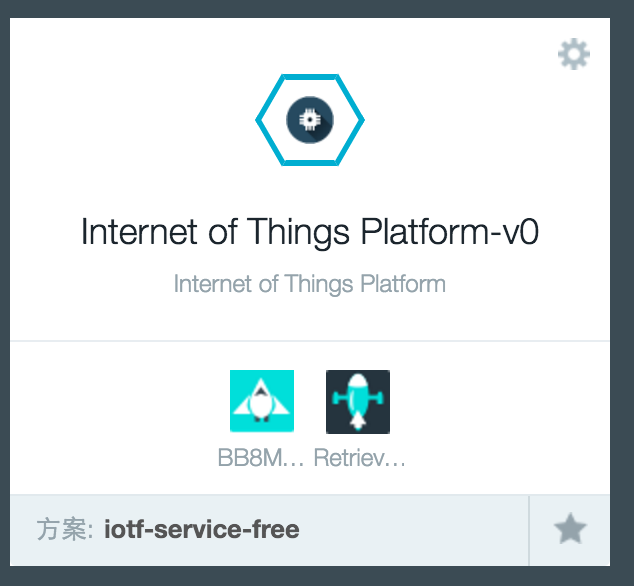 Internet of Things Platform-v0
Internet of Things Platform
BB8M... Retriev...
方案: iotf-service-free